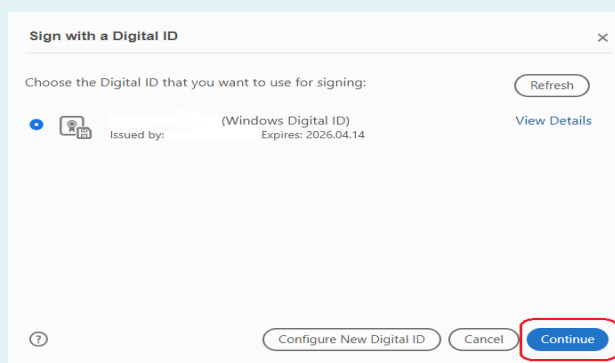 Sign with a Digital ID
Choose the Digital ID that you want to use for signing:
Refresh
(Windows Digital ID)
View Details
Issued by:
Expires: 2026.04.14
Configure New Digital ID
Cancel
Continue